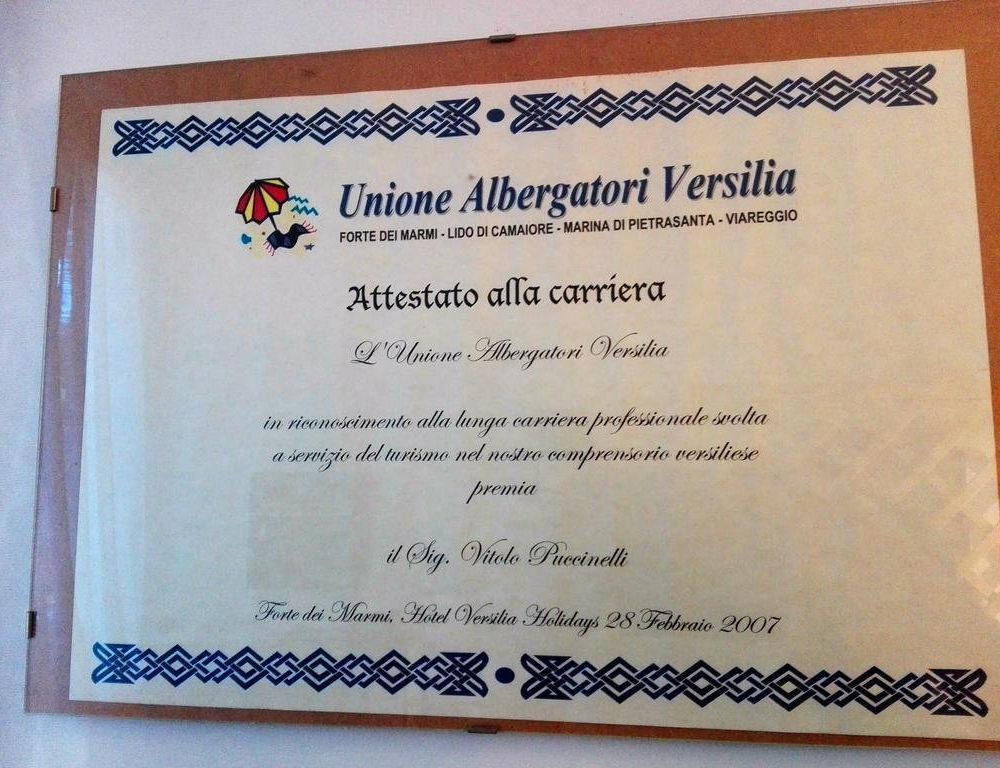 Unione Albergatori Versilia
FORTE DEI MARMI - LIDO DI CAMAIORE - MARINA DI PIETRASANTA - VIAREGGIO
Attestato alla carriera
L'Unione Albergatori Versilia
in riconoscimento alla lunga carriera professionale svolta
a servizio del turismo nel nostro comprensorio versiliese
premia
il Sig. Vitolo Puccinelli
Forte dei Marmi, Hotel Versilia Holidays 28 Febbraio 2007